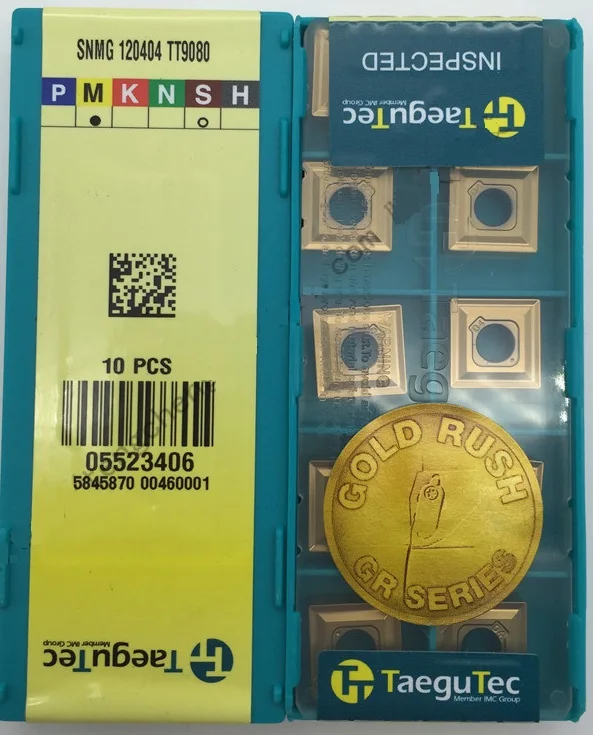 SNMG 120404 TT9080
P M K N S H
10 PCS
05523406
5845870 00460001
TaeguTec
Member IMC Group
INSPECTED
TaeguTec
Member IMC Group
WARNING
GOLD RUSH
GR SERIES
TaeguTec
Member IMC Group